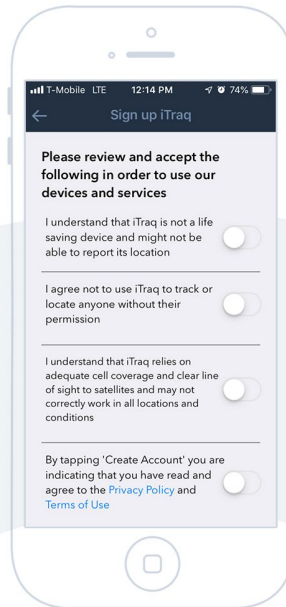 T-Mobile LTE 12:14 PM 74%
Sign up iTraq
Please review and accept the
following in order to use our
devices and services
I understand that iTraq is not a life
saving device and might not be
able to report its location
I agree not to use iTraq to track or
locate anyone without their
permission
I understand that iTraq relies on
adequate cell coverage and clear line
of sight to satellites and may not
correctly work in all locations and
conditions
By tapping 'Create Account' you are
indicating that you have read and
agree to the Privacy Policy and
Terms of Use